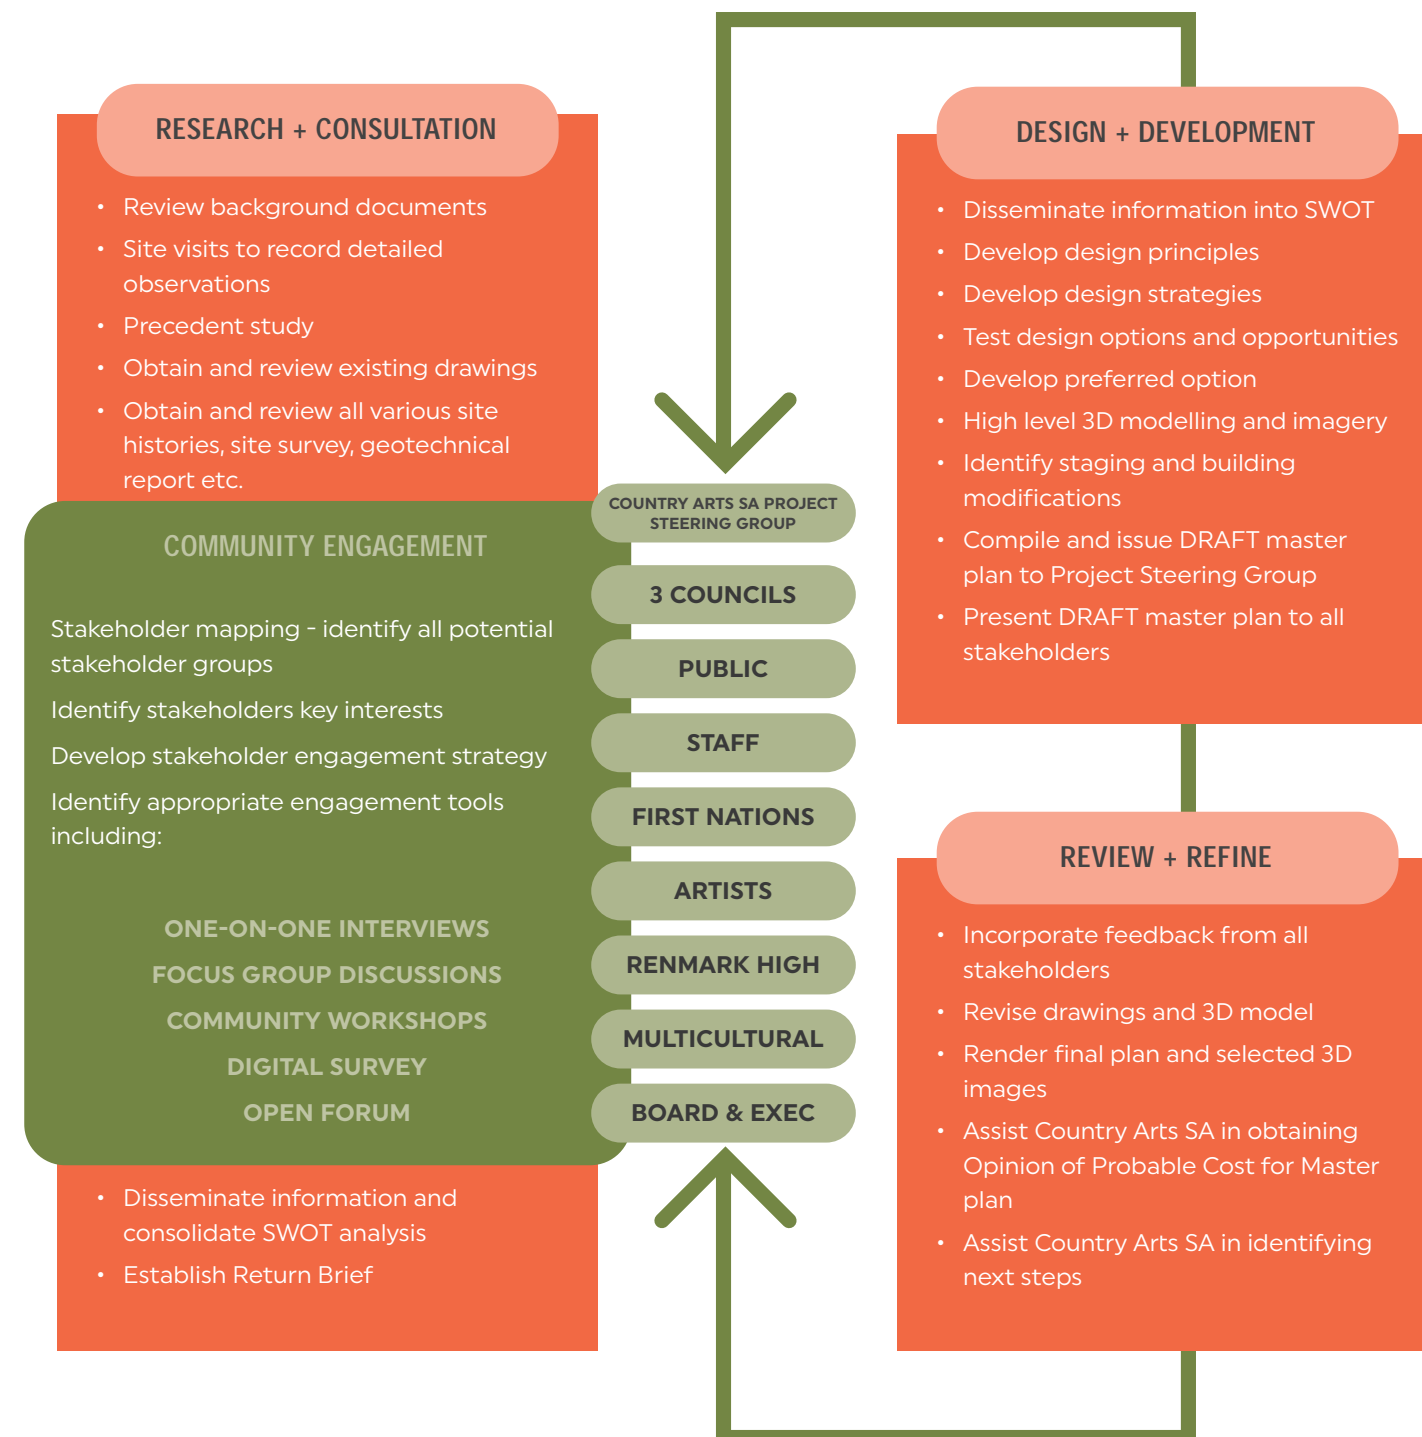 RESEARCH + CONSULTATION
• Review background documents
• Site visits to record detailed
observations
• Precedent study
• Obtain and review existing drawings
• Obtain and review all various site
histories, site survey, geotechnical
report etc.
COMMUNITY ENGAGEMENT
Stakeholder mapping - identify all potential
stakeholder groups
Identify stakeholders key interests
Develop stakeholder engagement strategy
Identify appropriate engagement tools
including:
ONE-ON-ONE INTERVIEWS
FOCUS GROUP DISCUSSIONS
COMMUNITY WORKSHOPS
DIGITAL SURVEY
OPEN FORUM
• Disseminate information and
consolidate SWOT analysis
• Establish Return Brief
COUNTRY ARTS SA PROJECT
STEERING GROUP
3 COUNCILS
PUBLIC
STAFF
FIRST NATIONS
ARTISTS
RENMARK HIGH
MULTICULTURAL
BOARD & EXEC
DESIGN + DEVELOPMENT
• Disseminate information into SWOT
• Develop design principles
• Develop design strategies
• Test design options and opportunities
• Develop preferred option
• High level 3D modelling and imagery
• Identify staging and building
modifications
• Compile and issue DRAFT master
plan to Project Steering Group
• Present DRAFT master plan to all
stakeholders
REVIEW + REFINE
• Incorporate feedback from all
stakeholders
• Revise drawings and 3D model
• Render final plan and selected 3D
images
• Assist Country Arts SA in obtaining
Opinion of Probable Cost for Master
plan
• Assist Country Arts SA in identifying
next steps